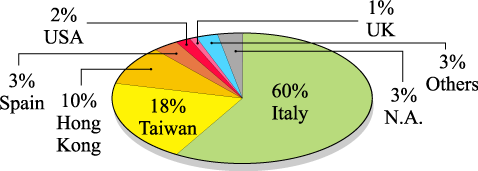 2%
USA
1%
UK
3%
Spain
10%
Hong
Kong
18%
Taiwan
60%
Italy
3%
N.A.
3%
Others